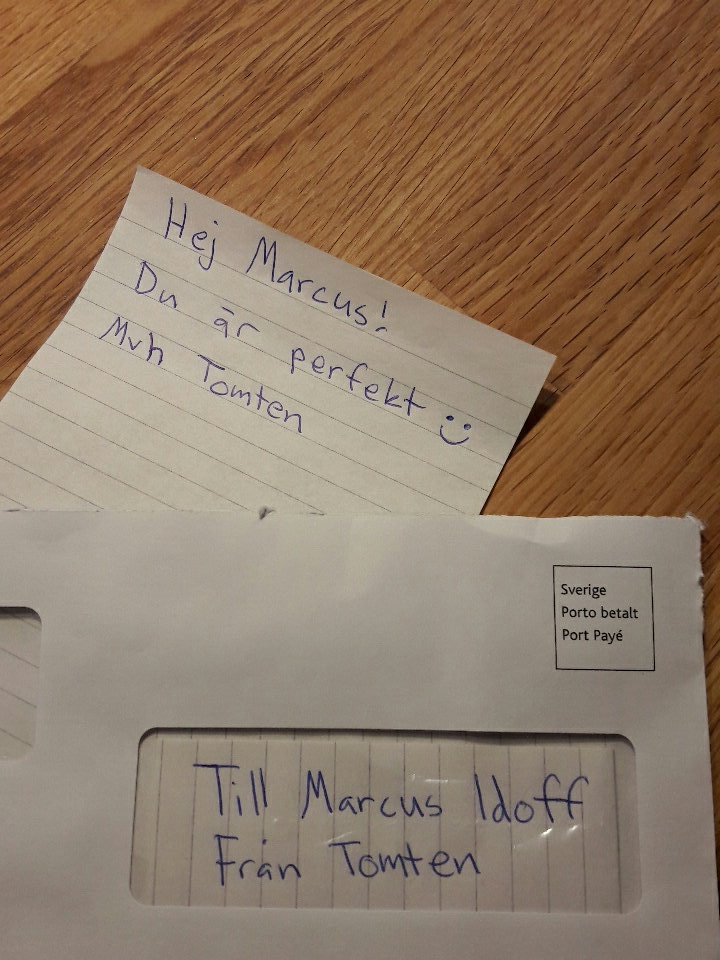 Hej Marcus!
Du är perfekt :)
Mvh Tomten
Sverige
Porto betalt
Port Payé
Till Marcus Idoff
Från Tomten